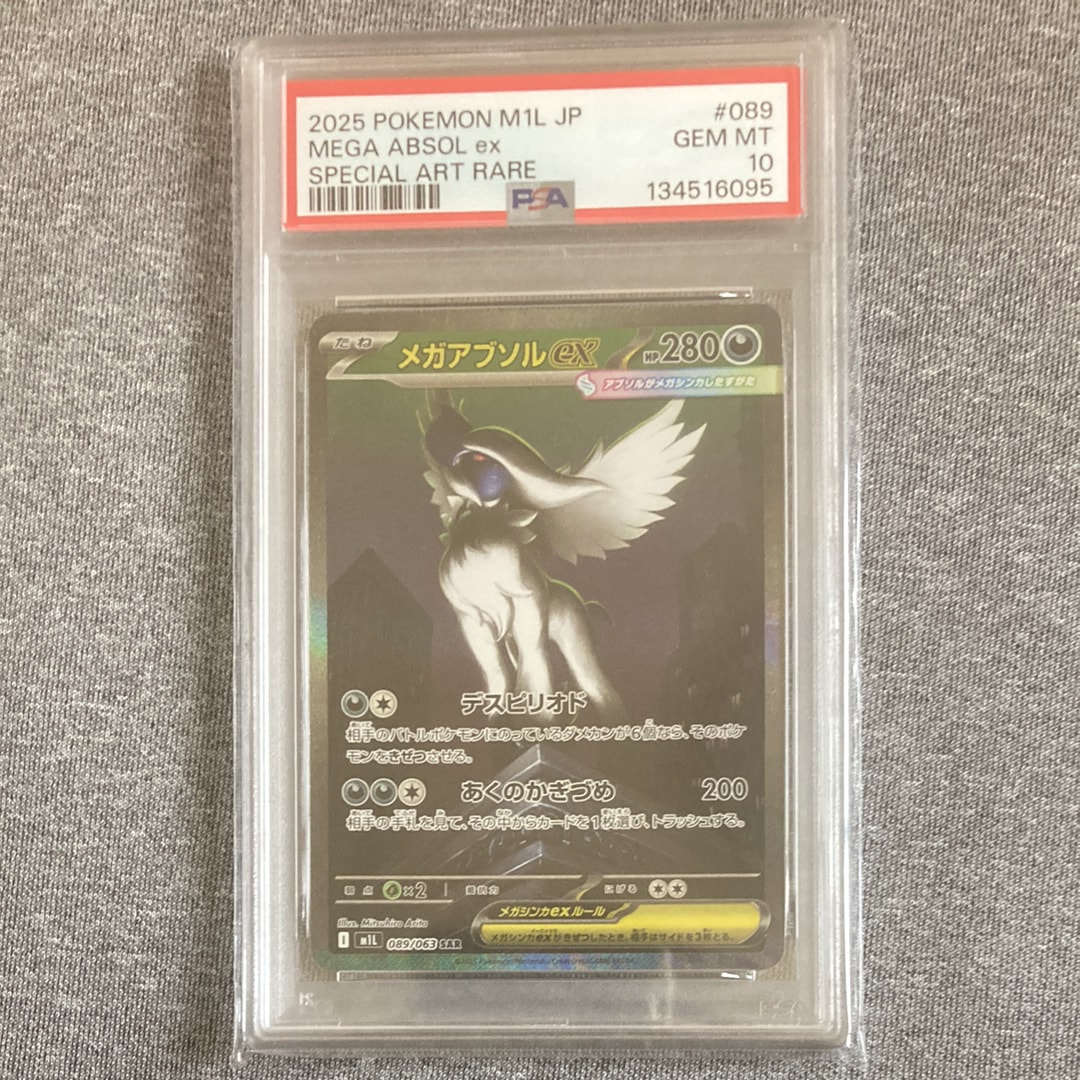 2025 POKEMON M1L JP #089
MEGA ABSOL ex GEM MT
SPECIAL ART RARE 10
PSA 134516095
たね メガアブソルex HP280
アブソルがメガシンカしたすがた
デスピリオド
相手のバトルポケモンにのっているダメカンが6個なら、そのポケ
モンをきぜつさせる。
あくのかぎづめ 200
相手の手札を見て、その中からカードを1枚選び、トラッシュする。
弱点 ×2 抵抗力 にげる
メガシンカexルール
メガシンカexがきぜつしたとき、相手はサイドを3枚とる。
Illus. Mitsuhiro Arita
I m1L 089/063 SAR